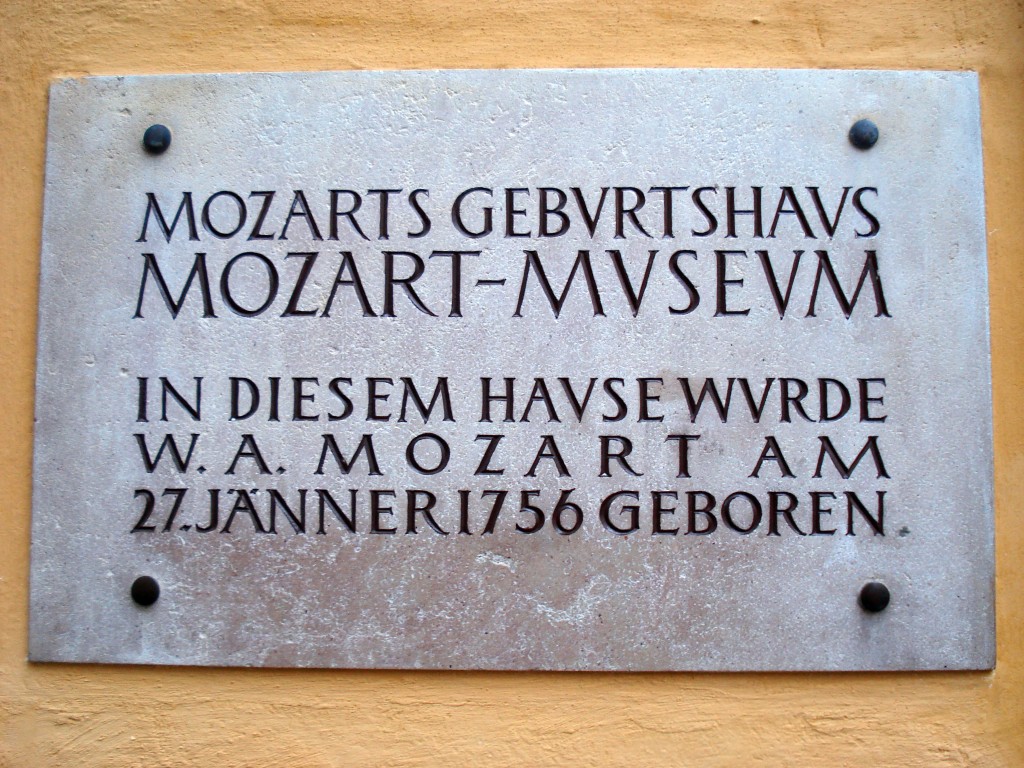 MOZARTS GEBVRTSHAVS
MOZART-MVSEVM
IN DIESEM HAVSE WVRDE
W. A. MOZART AM
27. JÄNNER 1756 GEBOREN.